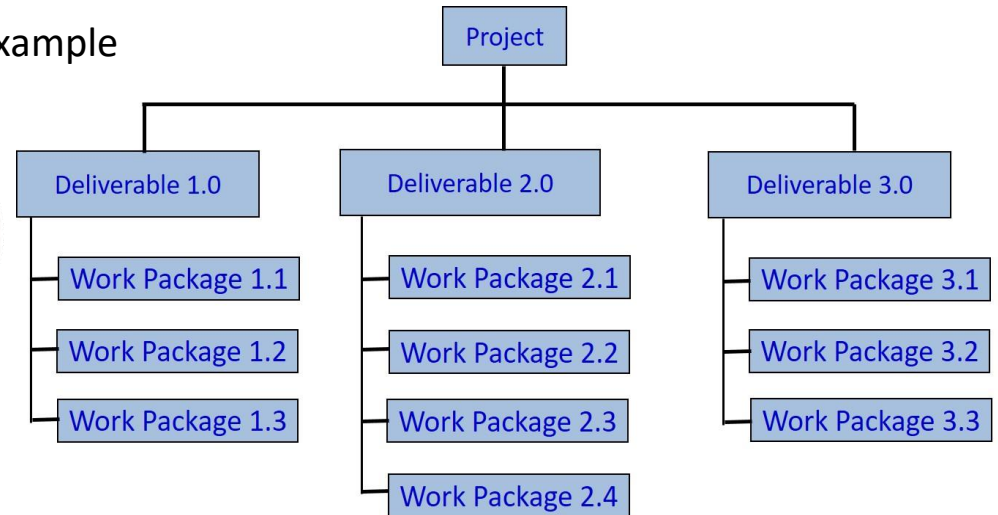 xample
Project
Deliverable 1.0
Deliverable 2.0
Deliverable 3.0
Work Package 1.1
Work Package 2.1
Work Package 3.1
Work Package 1.2
Work Package 2.2
Work Package 3.2
Work Package 1.3
Work Package 2.3
Work Package 3.3
Work Package 2.4